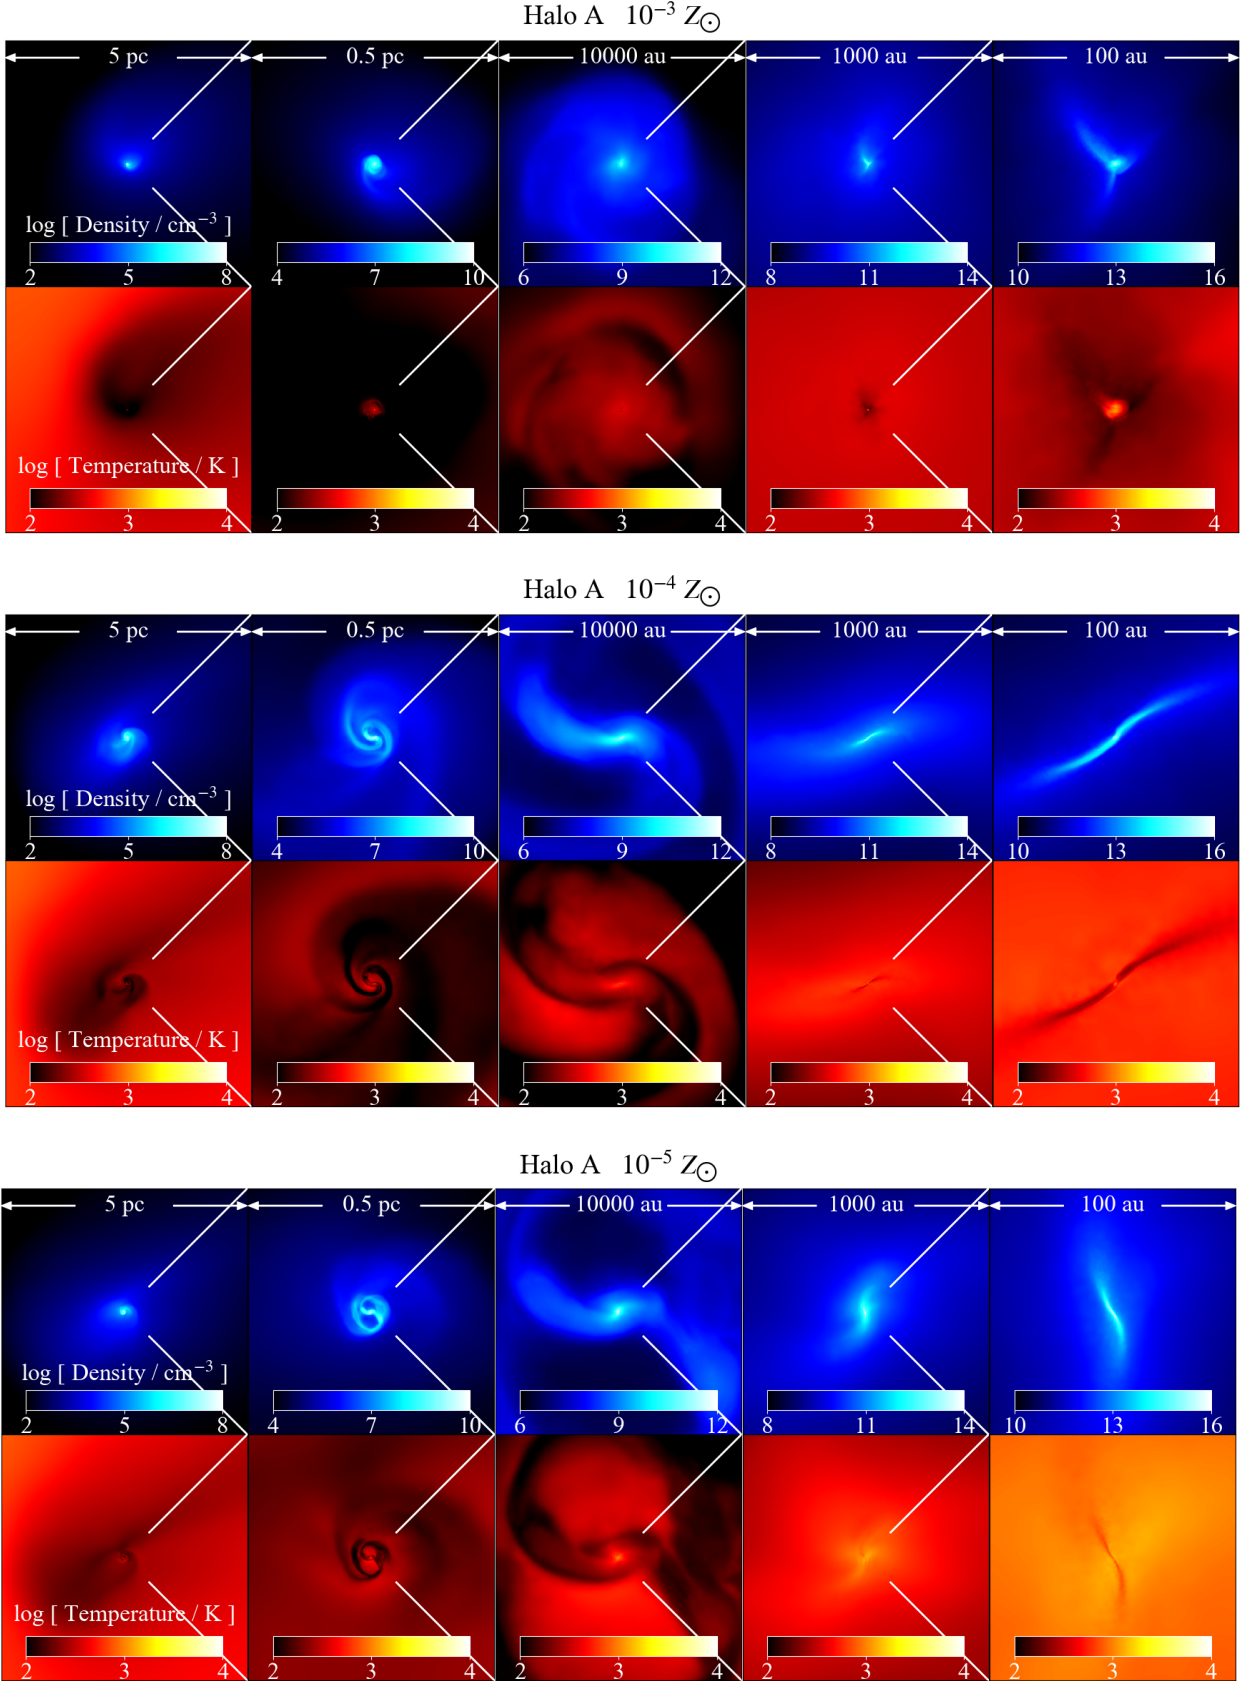 Halo A 10⁻³ Z☉
5 pc 0.5 pc 10000 au 1000 au 100 au
log [ Density / cm⁻³ ]
2 5 8 4 7 10 6 9 12 8 11 14 10 13 16
log [ Temperature / K ]
2 3 4 2 3 4 2 3 4 2 3 4 2 3 4
Halo A 10⁻⁴ Z☉
5 pc 0.5 pc 10000 au 1000 au 100 au
log [ Density / cm⁻³ ]
2 5 8 4 7 10 6 9 12 8 11 14 10 13 16
log [ Temperature / K ]
2 3 4 2 3 4 2 3 4 2 3 4 2 3 4
Halo A 10⁻⁵ Z☉
5 pc 0.5 pc 10000 au 1000 au 100 au
log [ Density / cm⁻³ ]
2 5 8 4 7 10 6 9 12 8 11 14 10 13 16
log [ Temperature / K ]
2 3 4 2 3 4 2 3 4 2 3 4 2 3 4